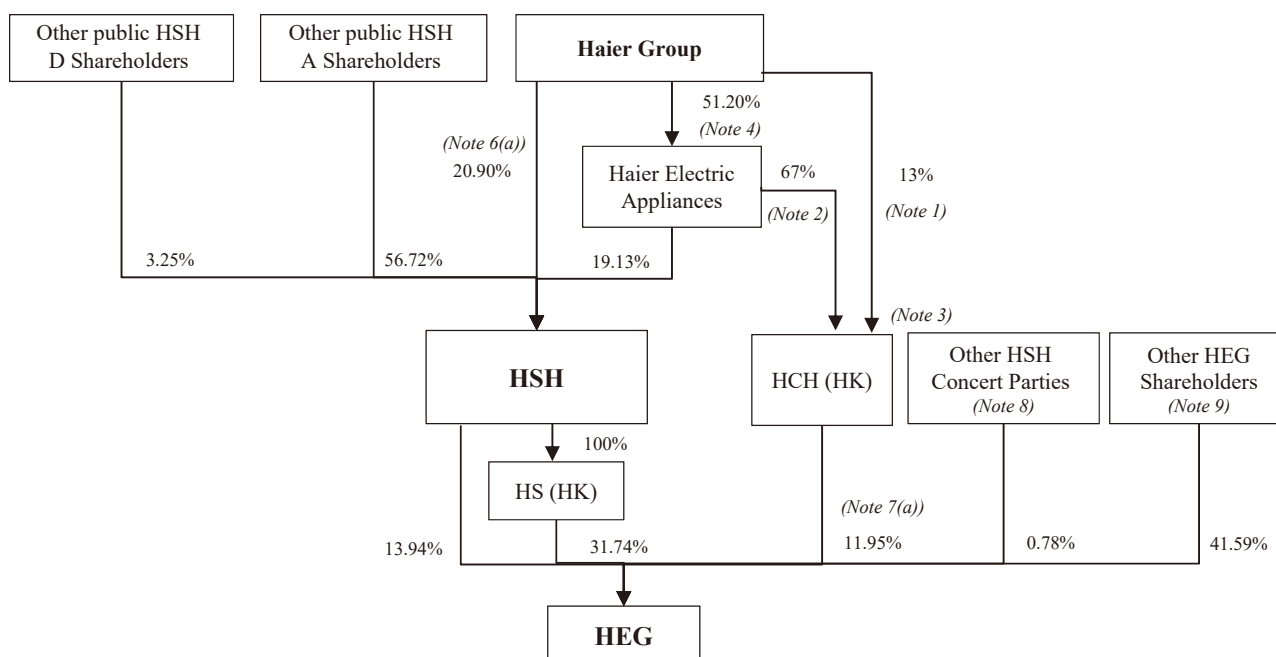 Other public HSH
D Shareholders
Other public HSH
A Shareholders
Haier Group
51.20%
(Note 4)
(Note 6(a))
20.90%
Haier Electric
Appliances
67%
(Note 2)
13%
(Note 1)
3.25%
56.72%
19.13%
(Note 3)
HSH
HCH (HK)
Other HSH
Concert Parties
(Note 8)
Other HEG
Shareholders
(Note 9)
100%
HS (HK)
(Note 7(a))
13.94%
31.74%
11.95%
0.78%
41.59%
HEG